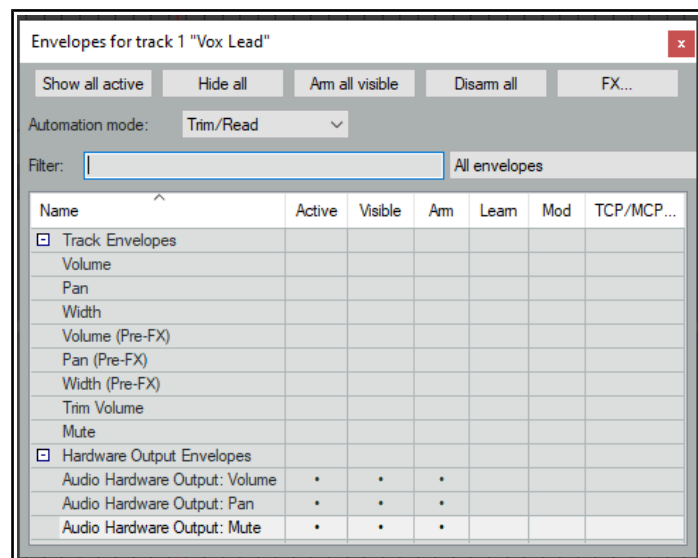 Envelopes for track 1 "Vox Lead"
x
Show all active Hide all Arm all visible Disarm all FX...
Automation mode: Trim/Read
Filter: All envelopes
Name Active Visible Arm Learn Mod TCP/MCP...
Track Envelopes
Volume
Pan
Width
Volume (Pre-FX)
Pan (Pre-FX)
Width (Pre-FX)
Trim Volume
Mute
Hardware Output Envelopes
Audio Hardware Output: Volume • • •
Audio Hardware Output: Pan • • •
Audio Hardware Output: Mute • • •